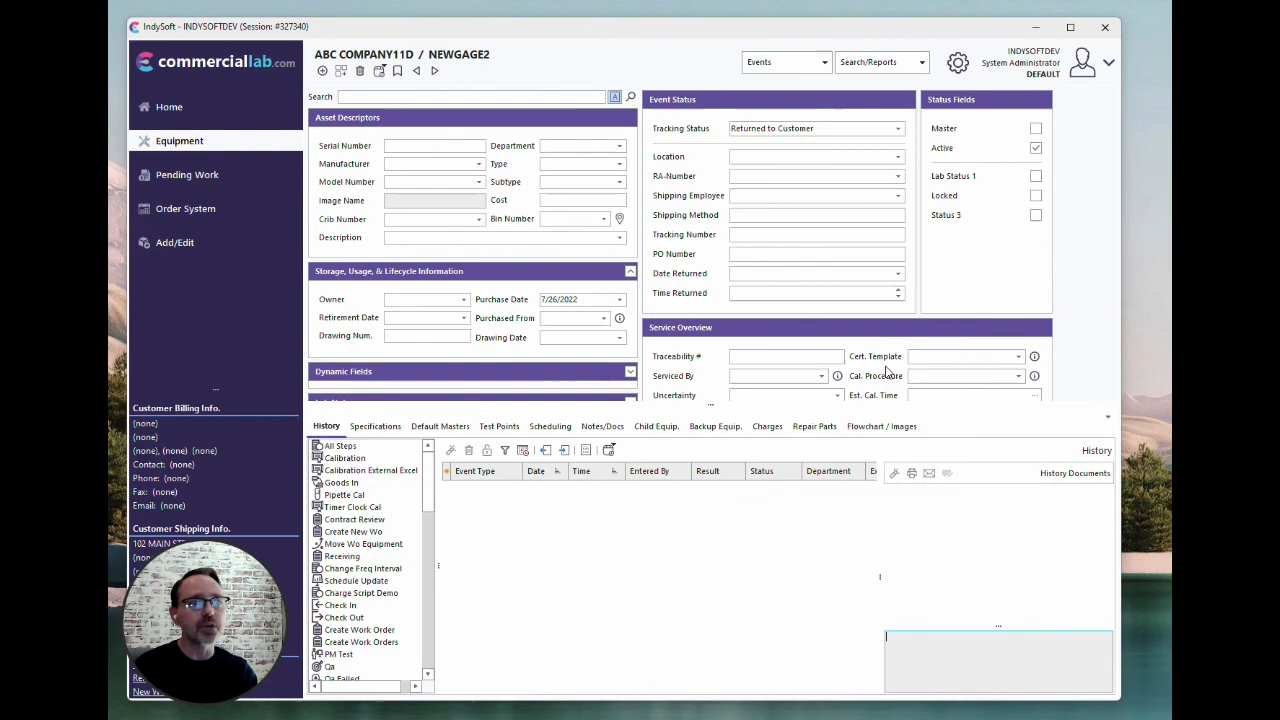 IndySoft - INDYSOFTDEV (Session: #327340)
commerciallab.com
Home
Equipment
Pending Work
Order System
Add/Edit
...
Customer Billing Info.
(none)
(none)
(none), (none) (none)
Contact: (none)
Phone: (none)
Fax: (none)
Email: (none)
Customer Shipping Info.
102 MAIN ST
New W
ABC COMPANY11D / NEWGAGE2
Events
Search/Reports
INDYSOFTDEV
System Administrator
DEFAULT
Search
A
Asset Descriptors
Serial Number Department
Manufacturer Type
Model Number Subtype
Image Name Cost
Crib Number Bin Number
Description
Storage, Usage, & Lifecycle Information
Owner Purchase Date 7/26/2022
Retirement Date Purchased From
Drawing Num. Drawing Date
Dynamic Fields
Event Status
Tracking Status Returned to Customer
Location
RA-Number
Shipping Employee
Shipping Method
Tracking Number
PO Number
Date Returned
Time Returned
Status Fields
Master
Active
Lab Status 1
Locked
Status 3
Service Overview
Traceability # Cert. Template
Serviced By Cal. Procedure
Uncertainty Est. Cal. Time ...
...
History Specifications Default Masters Test Points Scheduling Notes/Docs Child Equip. Backup Equip. Charges Repair Parts Flowchart / Images
All Steps
Calibration
Calibration External Excel
Goods In
Pipette Cal
Timer Clock Cal
Contract Review
Create New Wo
Move Wo Equipment
Receiving
Change Freq Interval
Schedule Update
Charge Script Demo
Check In
Check Out
Create Work Order
Create Work Orders
PM Test
Qa
Qa Failed
History
Event Type Date Time Entered By Result Status Department Ex
History Documents
...